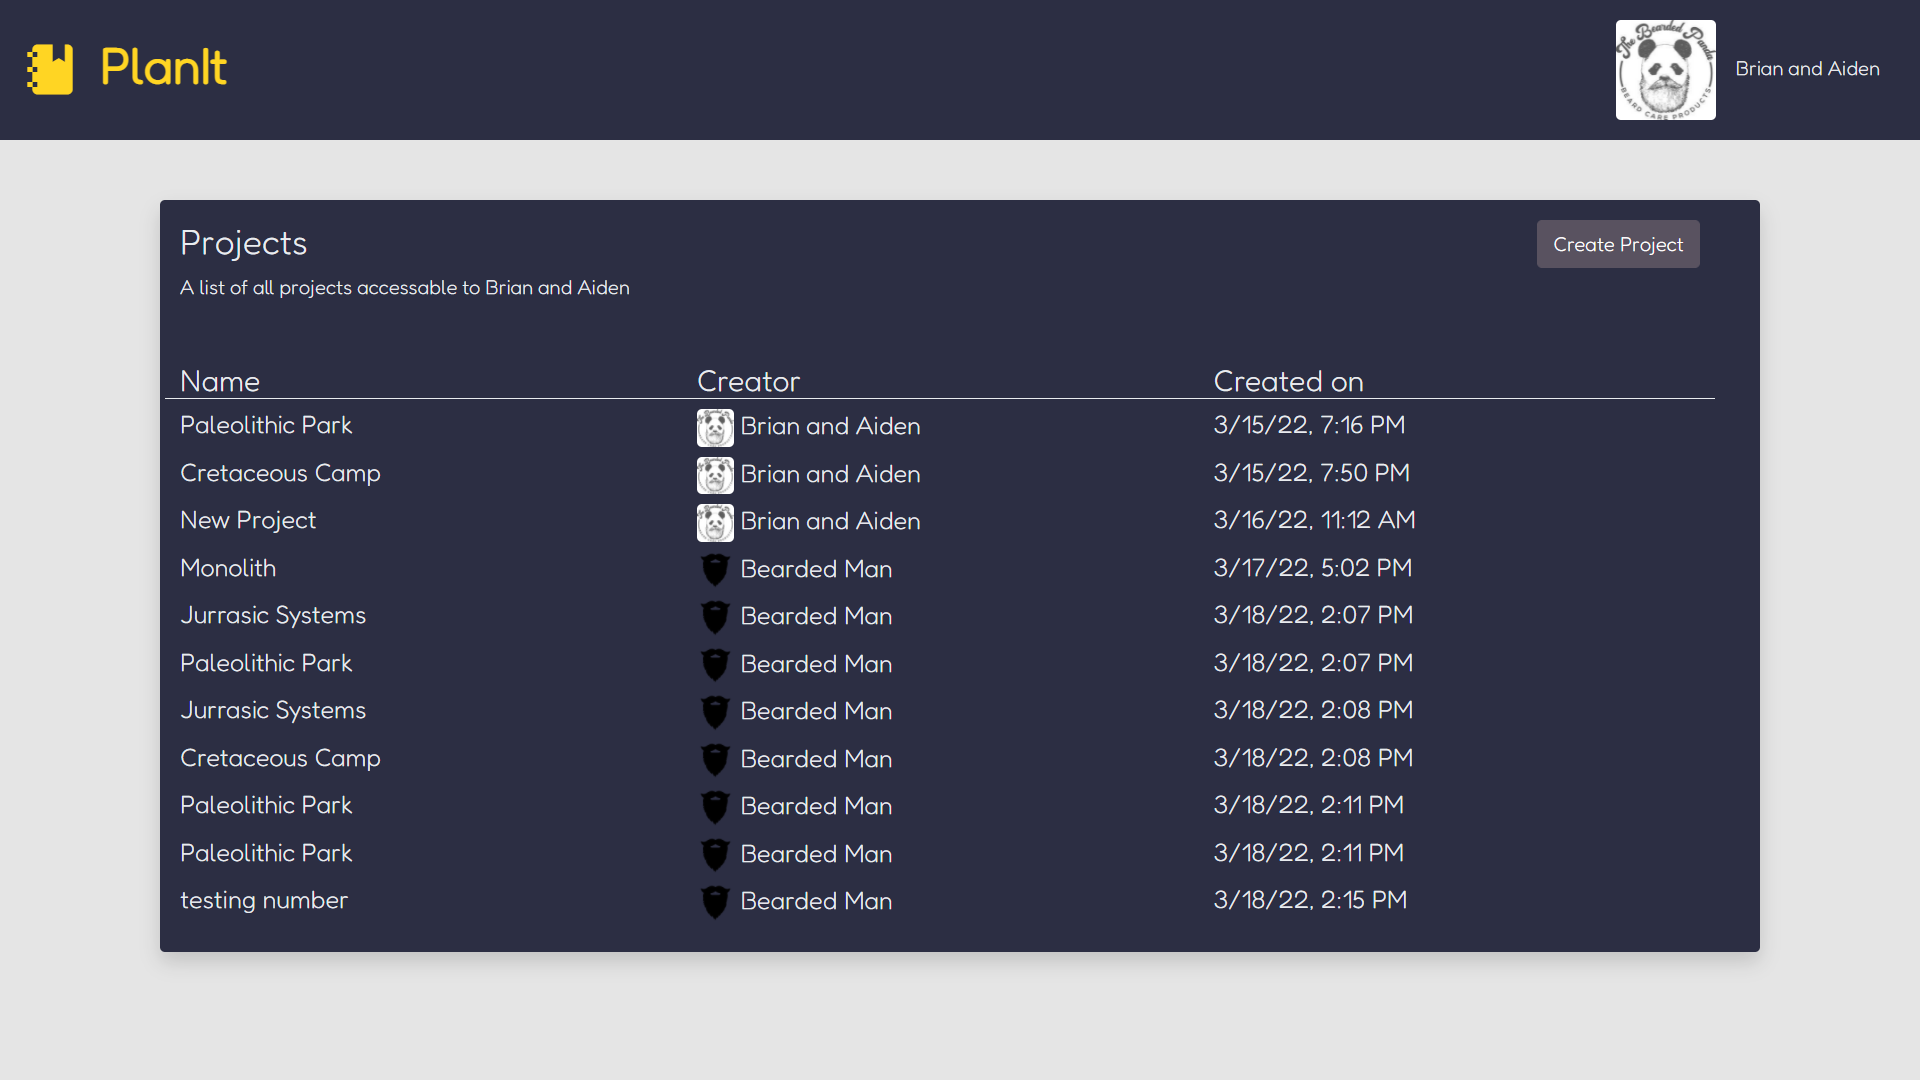 PlanIt
The Bearded Panda
BEARD CARE PRODUCTS
Brian and Aiden
Projects
Create Project
A list of all projects accessable to Brian and Aiden
Name Creator Created on
Paleolithic Park Brian and Aiden 3/15/22, 7:16 PM
Cretaceous Camp Brian and Aiden 3/15/22, 7:50 PM
New Project Brian and Aiden 3/16/22, 11:12 AM
Monolith Bearded Man 3/17/22, 5:02 PM
Jurrasic Systems Bearded Man 3/18/22, 2:07 PM
Paleolithic Park Bearded Man 3/18/22, 2:07 PM
Jurrasic Systems Bearded Man 3/18/22, 2:08 PM
Cretaceous Camp Bearded Man 3/18/22, 2:08 PM
Paleolithic Park Bearded Man 3/18/22, 2:11 PM
Paleolithic Park Bearded Man 3/18/22, 2:11 PM
testing number Bearded Man 3/18/22, 2:15 PM